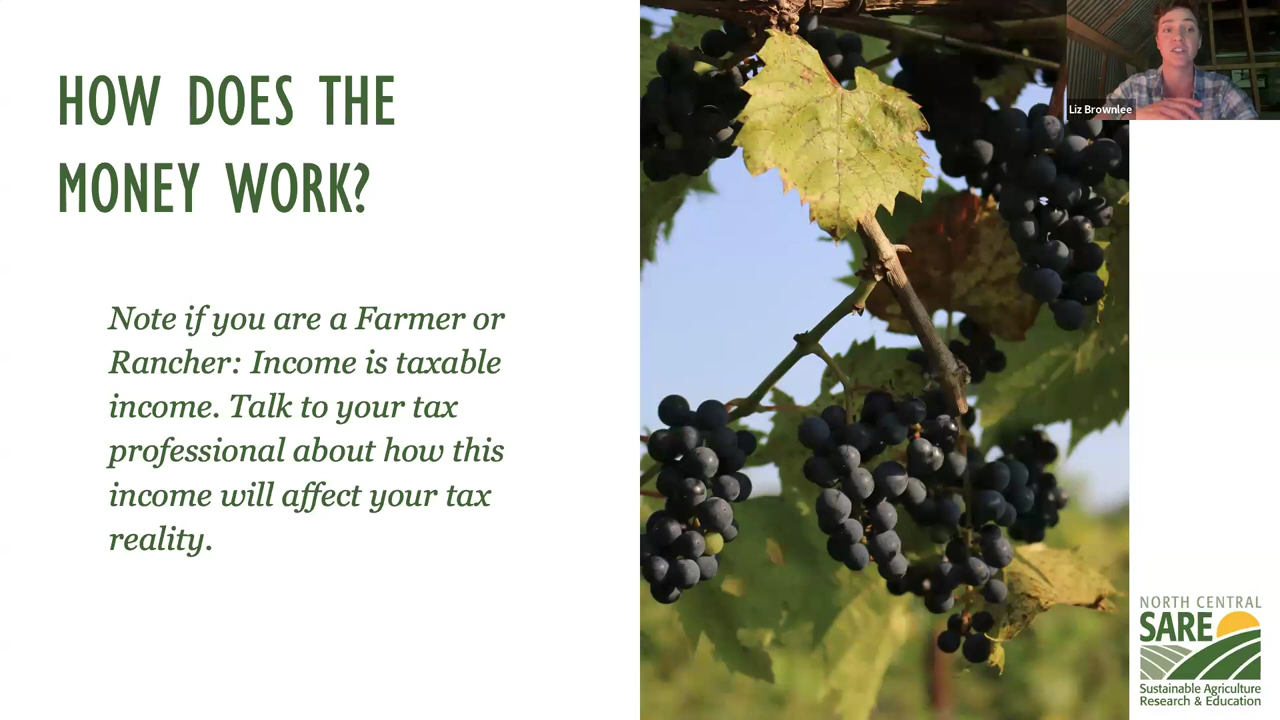 HOW DOES THE
MONEY WORK?
Note if you are a Farmer or
Rancher: Income is taxable
income. Talk to your tax
professional about how this
income will affect your tax
reality.
Liz Brownlee
NORTH CENTRAL
SARE
Sustainable Agriculture
Research & Education